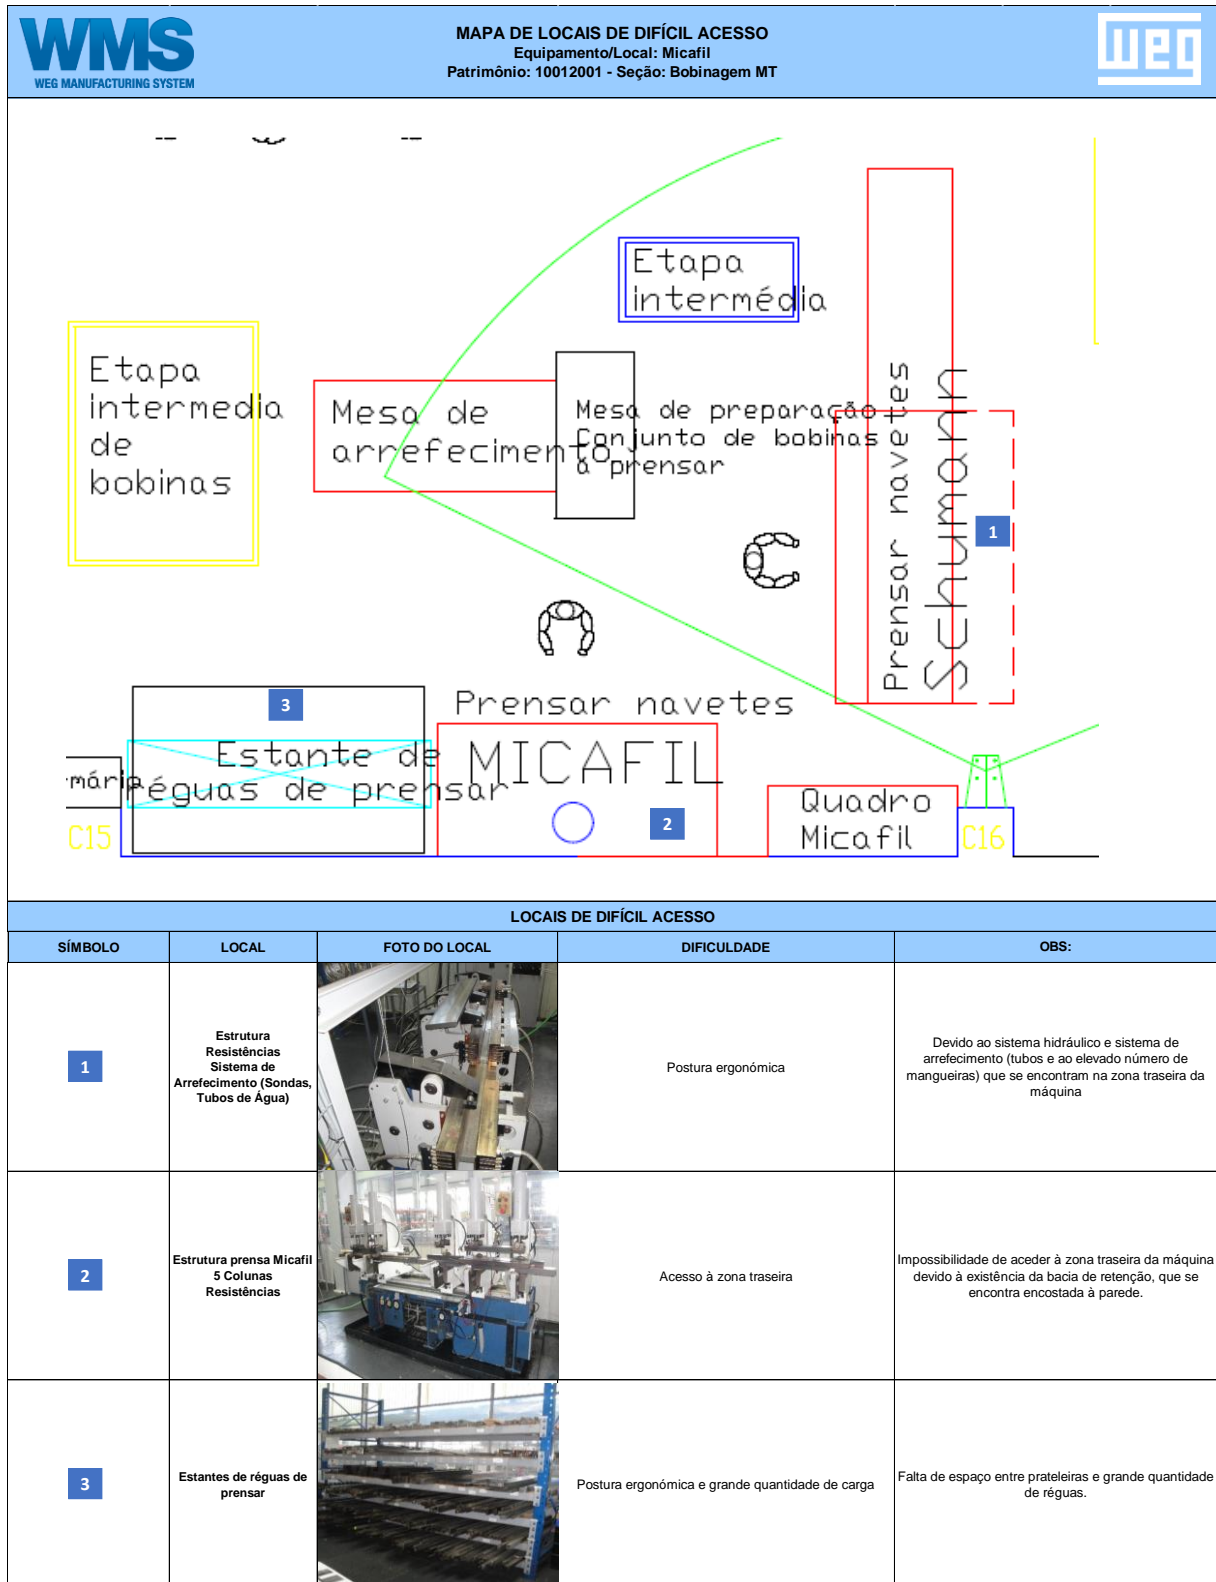 WMS
WEG MANUFACTURING SYSTEM
MAPA DE LOCAIS DE DIFÍCIL ACESSO
Equipamento/Local: Micafil
Patrimônio: 10012001 - Seção: Bobinagem MT
weg
Etapa
intermédia
Etapa
intermedia
de
bobinas
Mesa de
arrefecimento
Mesa de preparação
Conjunto de bobinas
a prensar
Prensar navetes
Schumann
1
3
Prensar navetes
Estante de
réguas de prensar
MICAFIL
2
mária
C15
Quadro
Micafil
C16
LOCAIS DE DIFÍCIL ACESSO
SÍMBOLO LOCAL FOTO DO LOCAL DIFICULDADE OBS:
1
Estrutura
Resistências
Sistema de
Arrefecimento (Sondas,
Tubos de Água)
Postura ergonómica
Devido ao sistema hidráulico e sistema de
arrefecimento (tubos e ao elevado número de
mangueiras) que se encontram na zona traseira da
máquina
2
Estrutura prensa Micafil
5 Colunas
Resistências
Acesso à zona traseira
Impossibilidade de aceder à zona traseira da máquina
devido à existência da bacia de retenção, que se
encontra encostada à parede.
3
Estantes de réguas de
prensar
Postura ergonómica e grande quantidade de carga
Falta de espaço entre prateleiras e grande quantidade
de réguas.